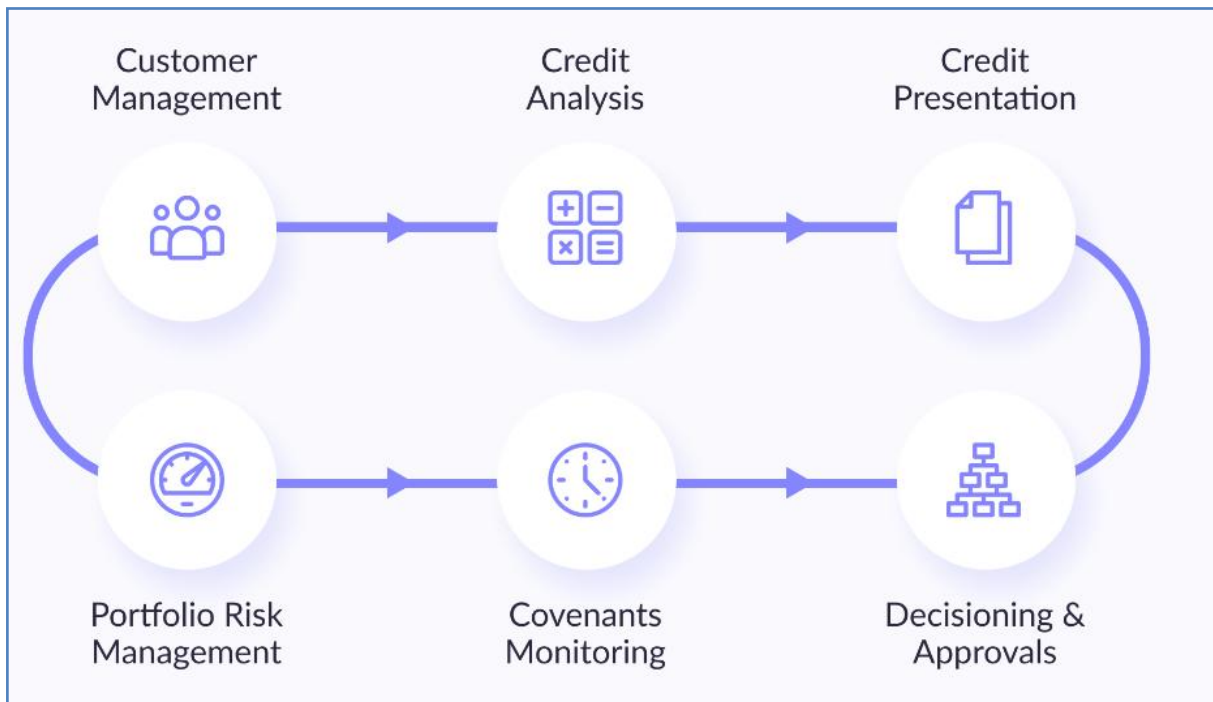 Customer
Management
Credit
Analysis
Credit
Presentation
Portfolio Risk
Management
Covenants
Monitoring
Decisioning &
Approvals